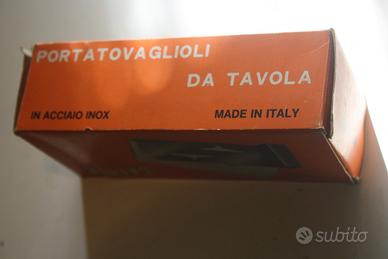 PORTATOVAGLIOLI
DA TAVOLA
IN ACCIAIO INOX
MADE IN ITALY
subito